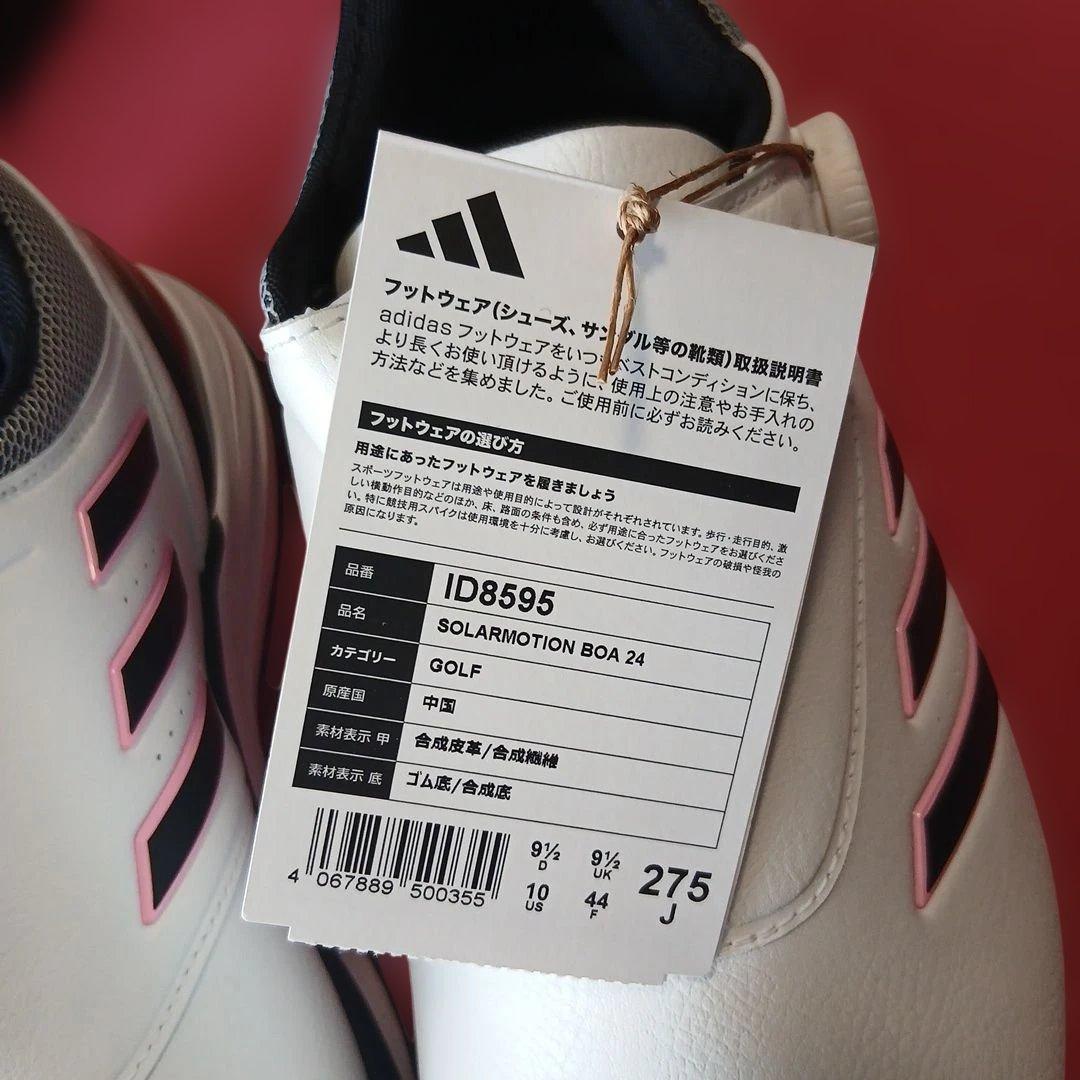 フットウェア(シューズ、サンダル等の靴類)取扱説明書
adidas フットウェアをいつもベストコンディションに保ち、
より長くお使い頂けるように、使用上の注意やお手入れの
方法などを集めました。ご使用前に必ずお読みください。
フットウェアの選び方
用途にあったフットウェアを履きましょう
スポーツフットウェアは用途や使用目的によって設計がそれぞれされています。歩行・走行目的、激
しい横動作目的などのほか、床、路面の条件も含め、必ず用途に合ったフットウェアをお選びくださ
い。特に競技用スパイクは使用環境を十分に考慮し、お選びください。フットウェアの破損や怪我の
原因になります。
品番 ID8595
品名 SOLARMOTION BOA 24
カテゴリー GOLF
原産国 中国
素材表示 甲 合成皮革/合成繊維
素材表示 底 ゴム底/合成底
4 067889 500355
9½ D 9½ UK 275 J
10 US 44 F